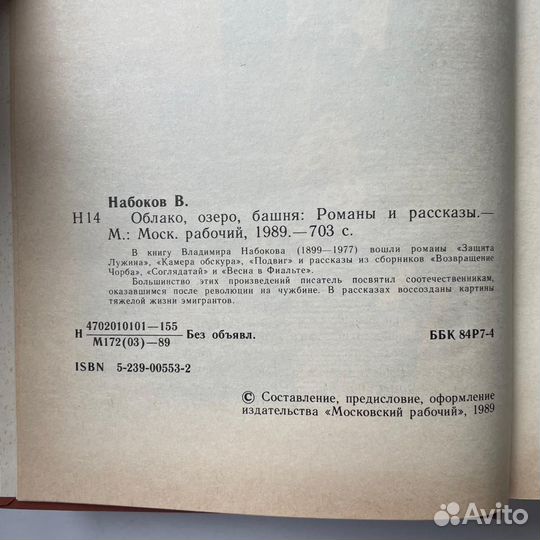 Набоков В.
Н14 Облако, озеро, башня: Романы и рассказы.—
М.: Моск. рабочий, 1989.—703 с.
В книгу Владимира Набокова (1899—1977) вошли романы «Защита
Лужина», «Камера обскура», «Подвиг» и рассказы из сборников «Возвращение
Чорба», «Соглядатай» и «Весна в Фиальте».
Большинство этих произведений писатель посвятил соотечественникам,
оказавшимся после революции на чужбине. В рассказах воссозданы картины
тяжелой жизни эмигрантов.
Н 4702010101—155
М172(03)—89 Без объявл. ББК 84Р7-4
ISBN 5-239-00553-2
© Составление, предисловие, оформление
издательства «Московский рабочий», 1989
Avito